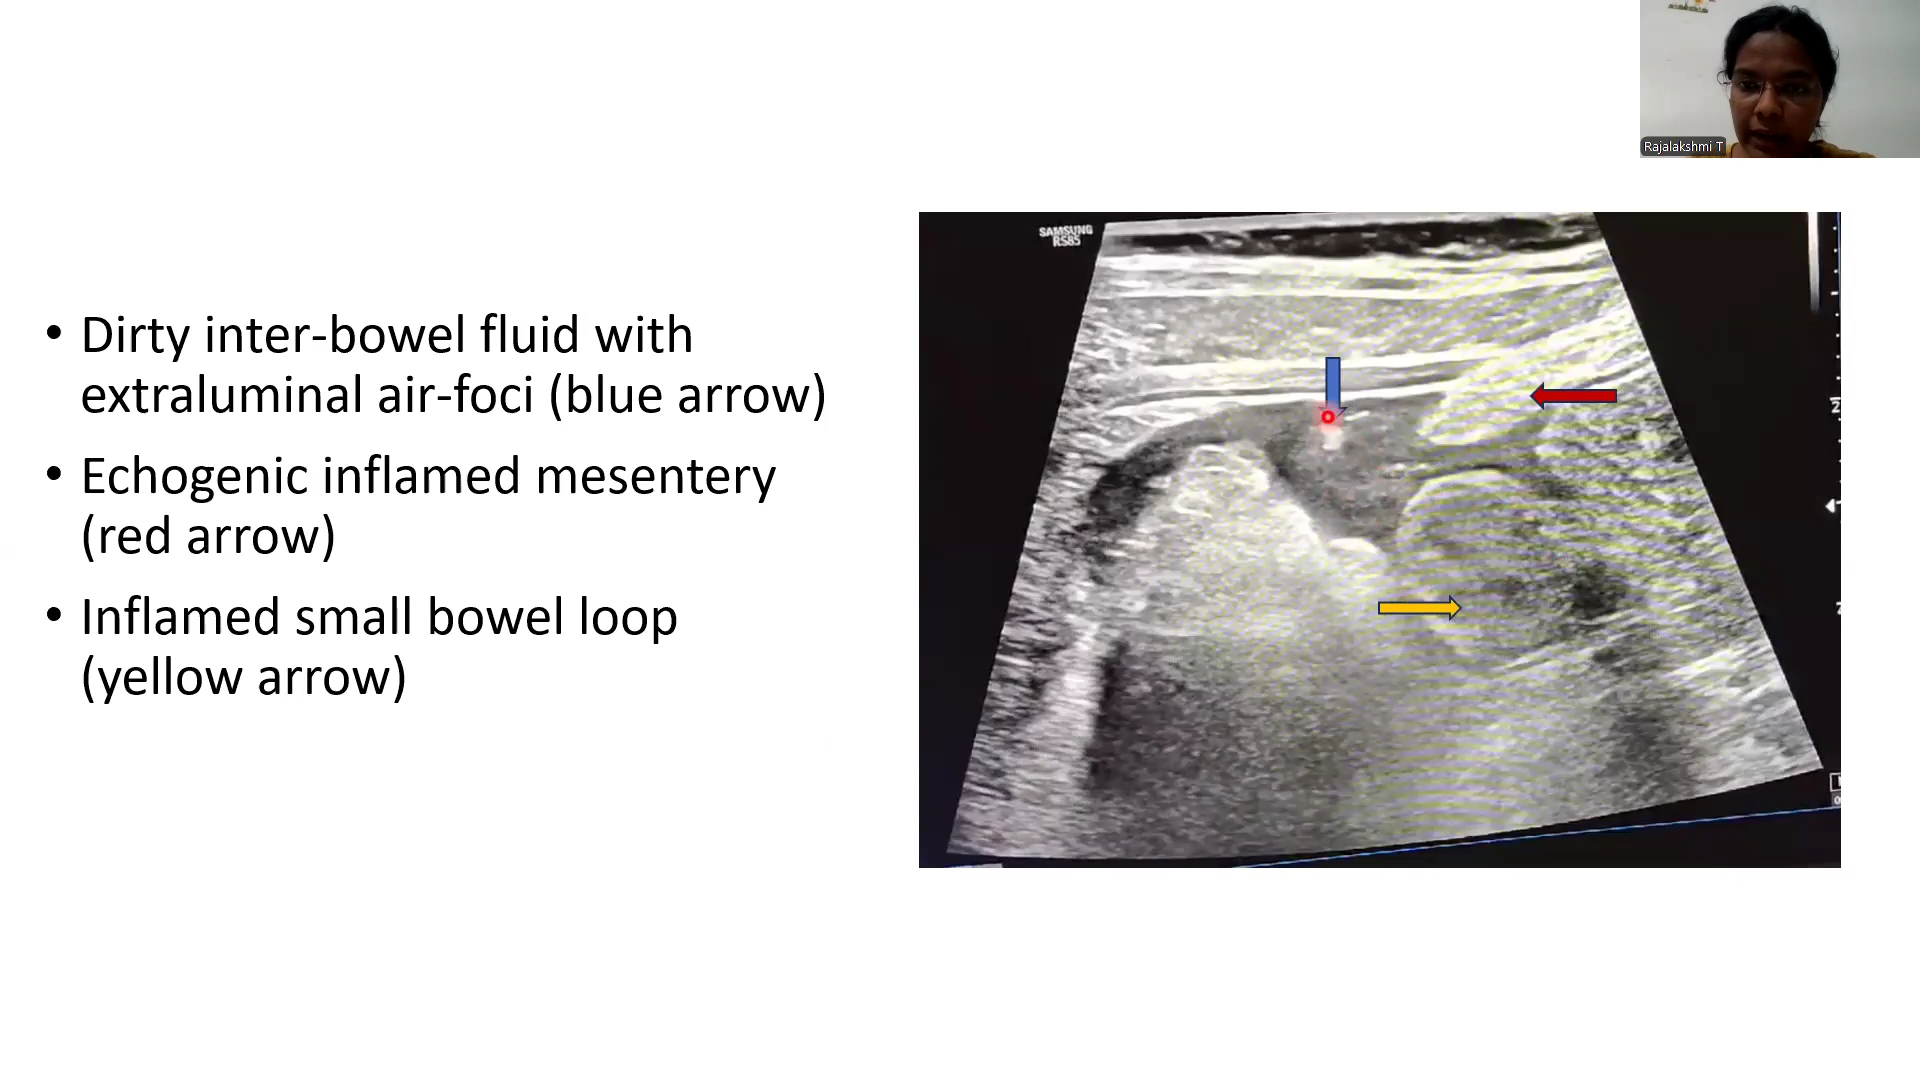 Rajalakshmi T
SAMSUNG
RS85
• Dirty inter-bowel fluid with
extraluminal air-foci (blue arrow)
• Echogenic inflamed mesentery
(red arrow)
• Inflamed small bowel loop
(yellow arrow)